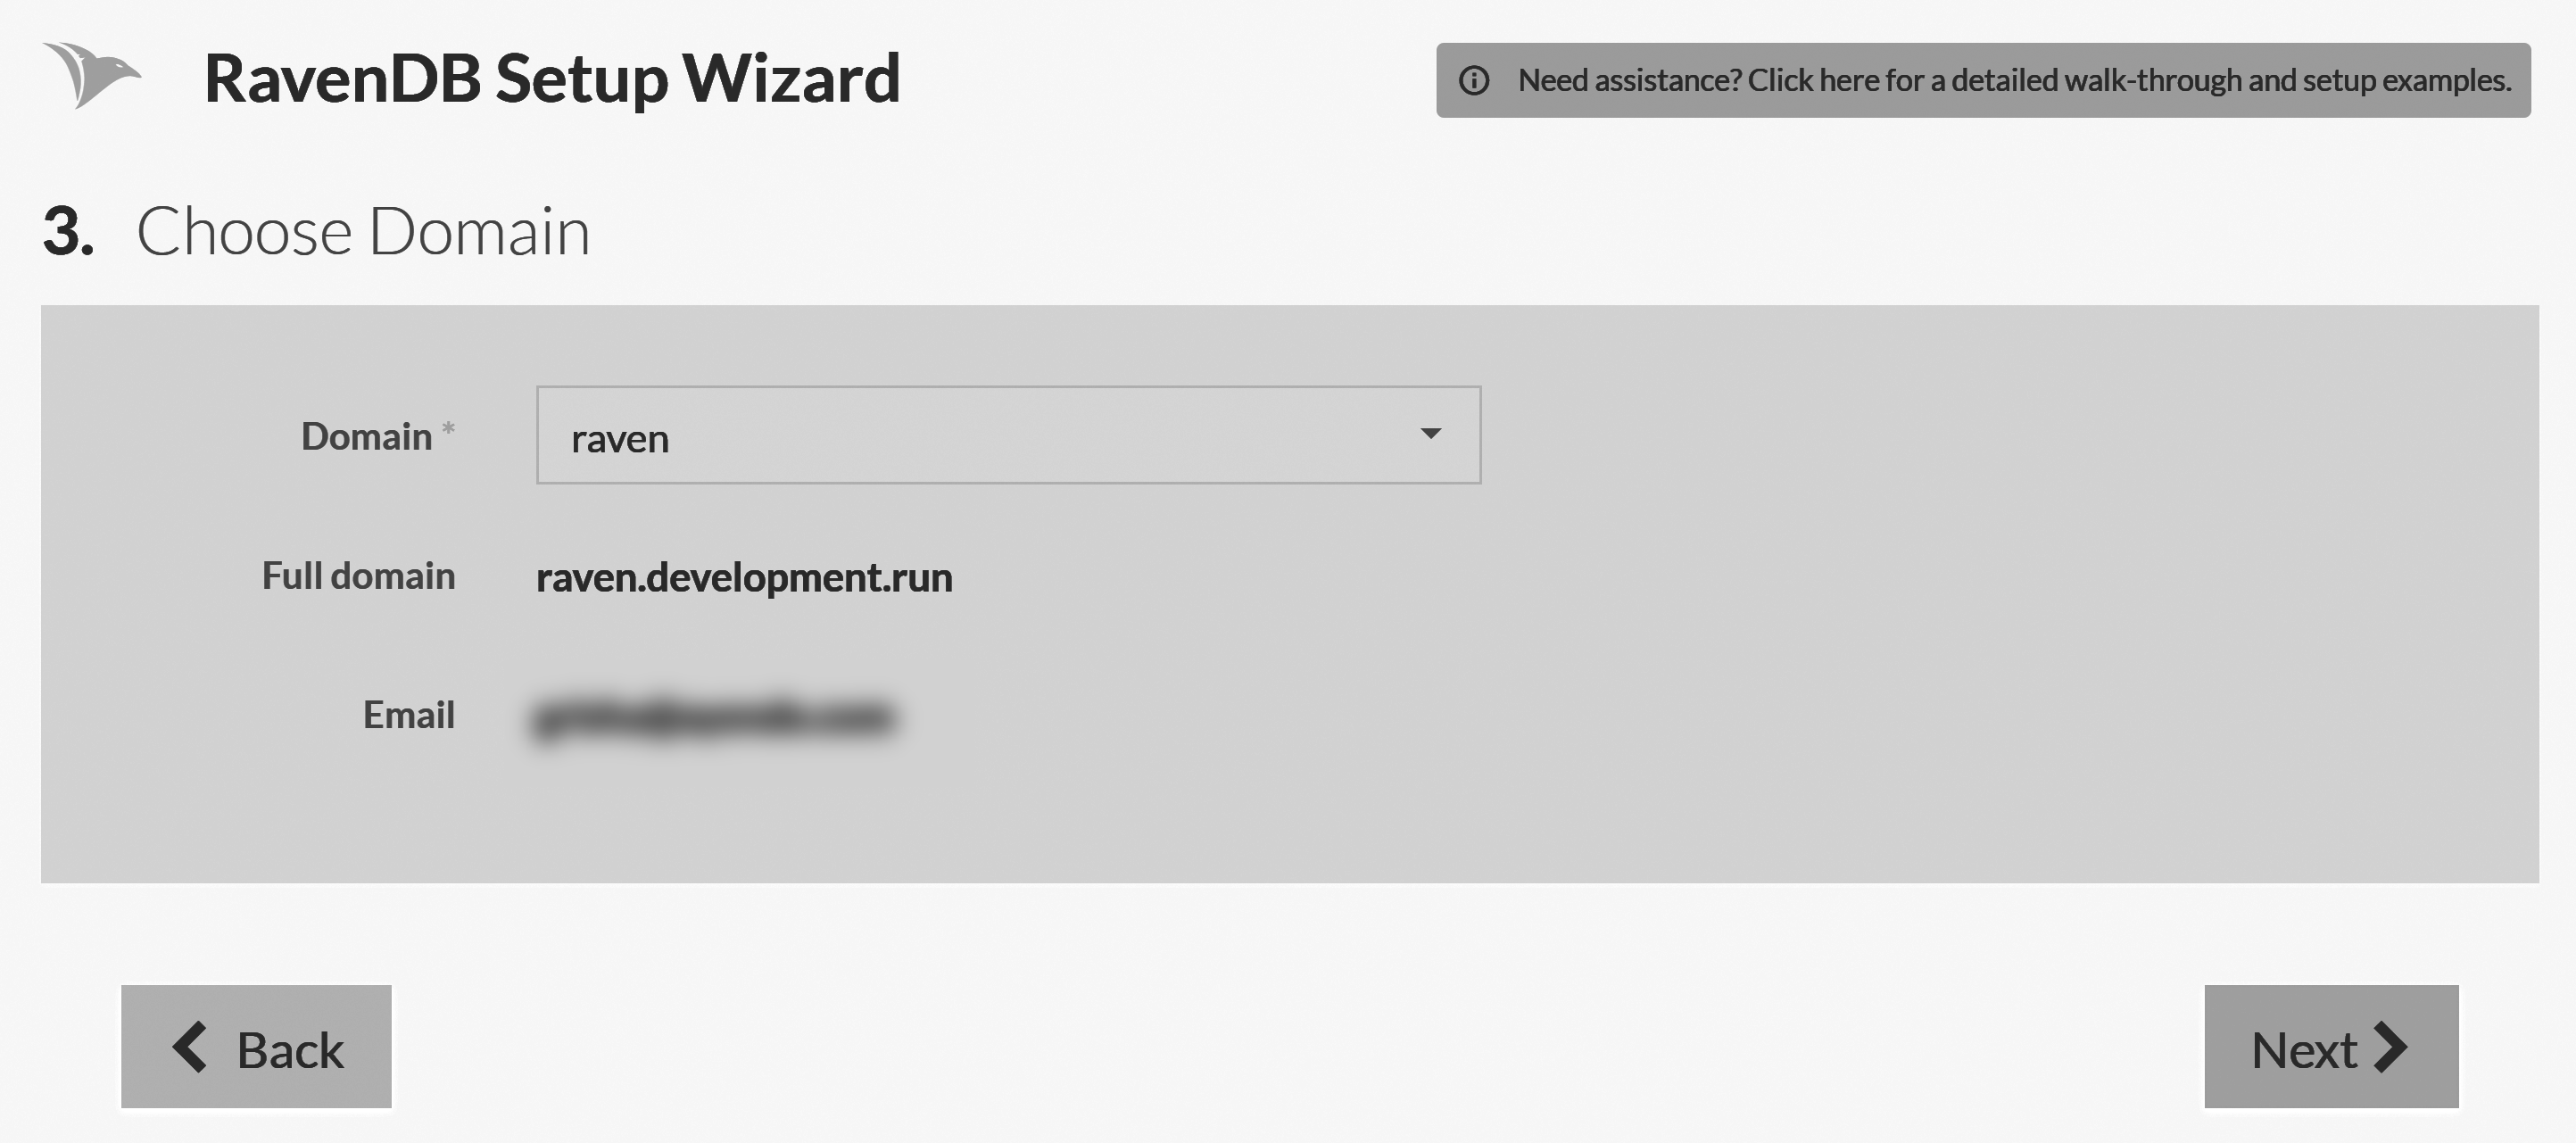 RavenDB Setup Wizard
Need assistance? Click here for a detailed walk-through and setup examples.
3. Choose Domain
Domain *
raven
Full domain
raven.development.run
Email
Back
Next